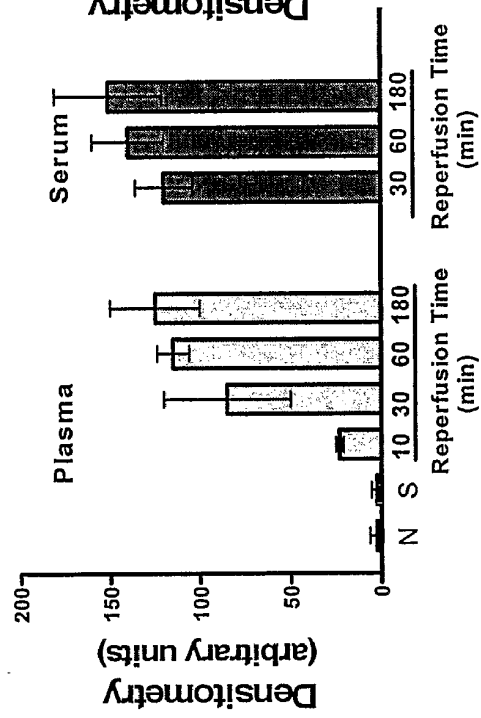 Densitometry
Densitometry
(arbitrary units)
200
150
100
50
0
Plasma
Serum
N
S
10
30
60
180
30
60
180
Reperfusion Time
(min)
Reperfusion Time
(min)